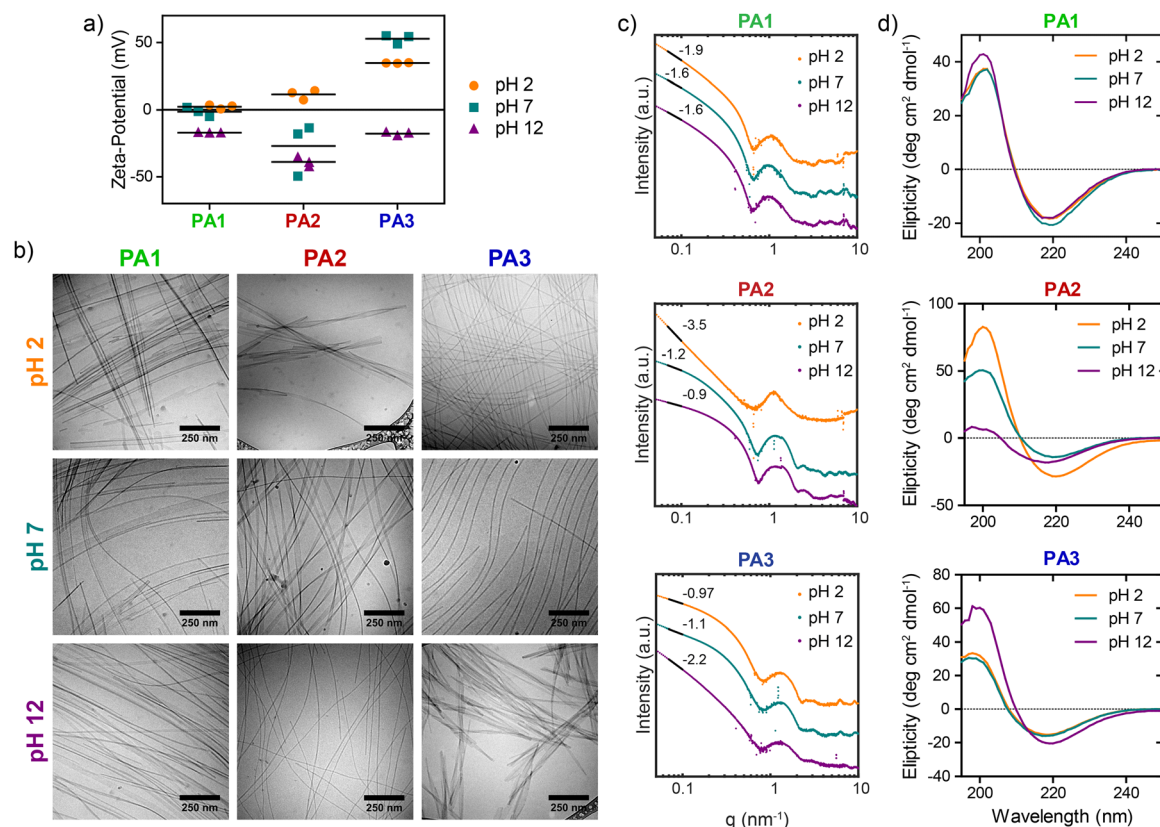 a)
Zeta-Potential (mV)
50
0
-50
PA1
PA2
PA3
pH 2
pH 7
pH 12
b)
PA1
PA2
PA3
pH 2
250 nm
250 nm
250 nm
pH 7
250 nm
250 nm
250 nm
pH 12
250 nm
250 nm
250 nm
c)
PA1
Intensity (a.u.)
-1.9
-1.6
-1.6
pH 2
pH 7
pH 12
0.1
1
10
PA2
Intensity (a.u.)
-3.5
-1.2
-0.9
pH 2
pH 7
pH 12
0.1
1
10
PA3
Intensity (a.u.)
-0.97
-1.1
-2.2
pH 2
pH 7
pH 12
0.1
1
10
q (nm⁻¹)
d)
PA1
Elipticity (deg cm² dmol⁻¹)
40
20
0
-20
pH 2
pH 7
pH 12
200
220
240
PA2
Elipticity (deg cm² dmol⁻¹)
100
50
0
-50
pH 2
pH 7
pH 12
200
220
240
PA3
Elipticity (deg cm² dmol⁻¹)
80
60
40
20
0
-20
-40
pH 2
pH 7
pH 12
200
220
240
Wavelength (nm)